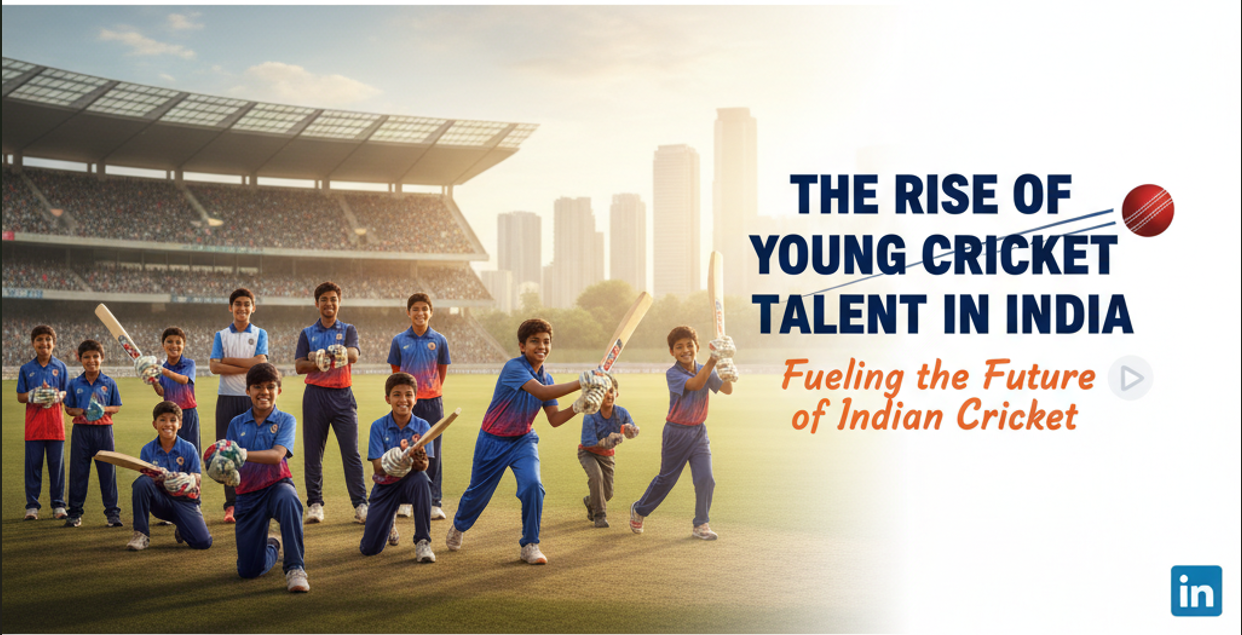 THE RISE OF
YOUNG CRICKET
TALENT IN INDIA
Fueling the Future
of Indian Cricket
in